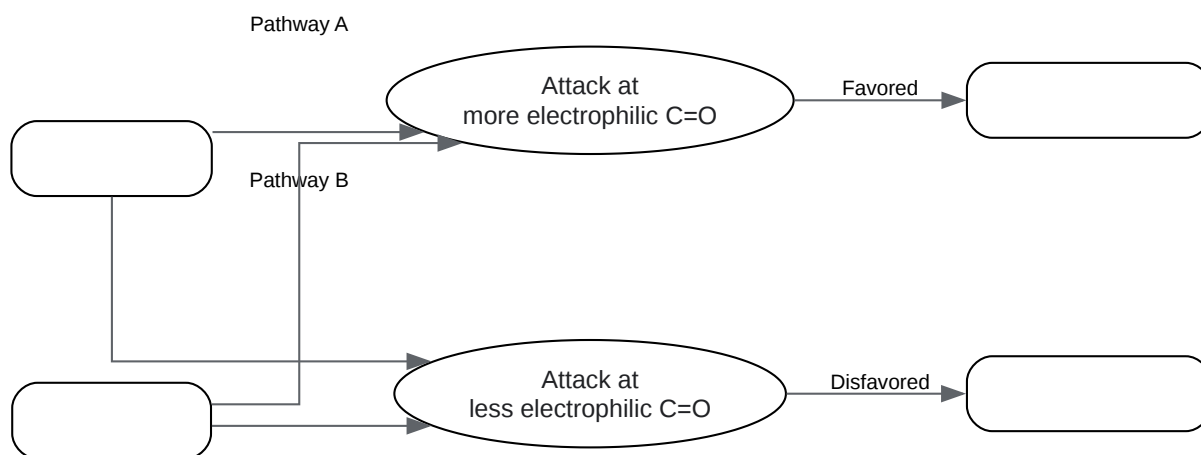 Pathway A
Attack at
more electrophilic C=O
Favored
Pathway B
Attack at
less electrophilic C=O
Disfavored